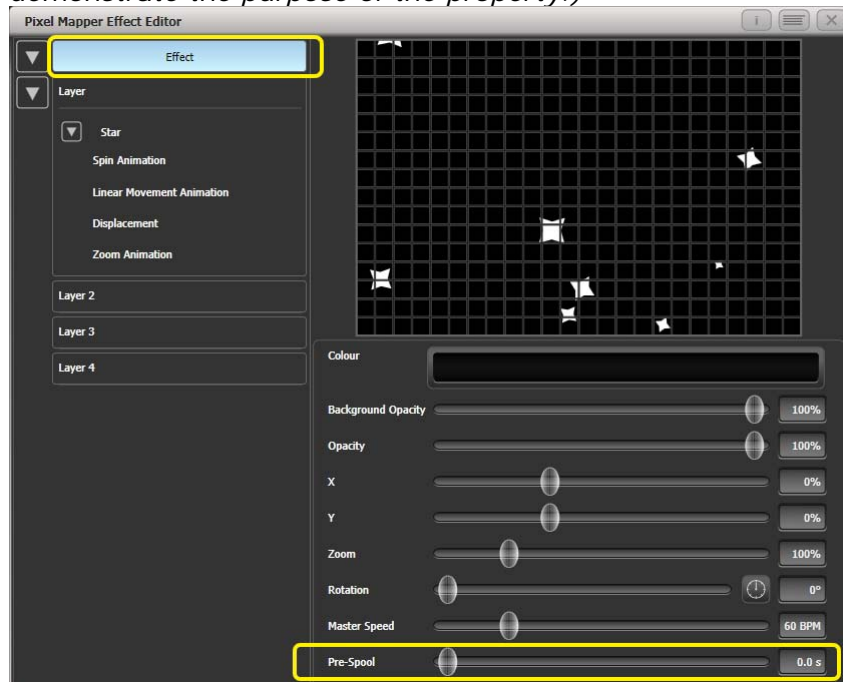 demonstrate the purpose of the property.)
Pixel Mapper Effect Editor
Effect
Layer
Star
Spin Animation
Linear Movement Animation
Displacement
Zoom Animation
Layer 2
Layer 3
Layer 4
Colour
Background Opacity 100%
Opacity 100%
X 0%
Y 0%
Zoom 100%
Rotation 0°
Master Speed 60 BPM
Pre-Spool 0.0 s